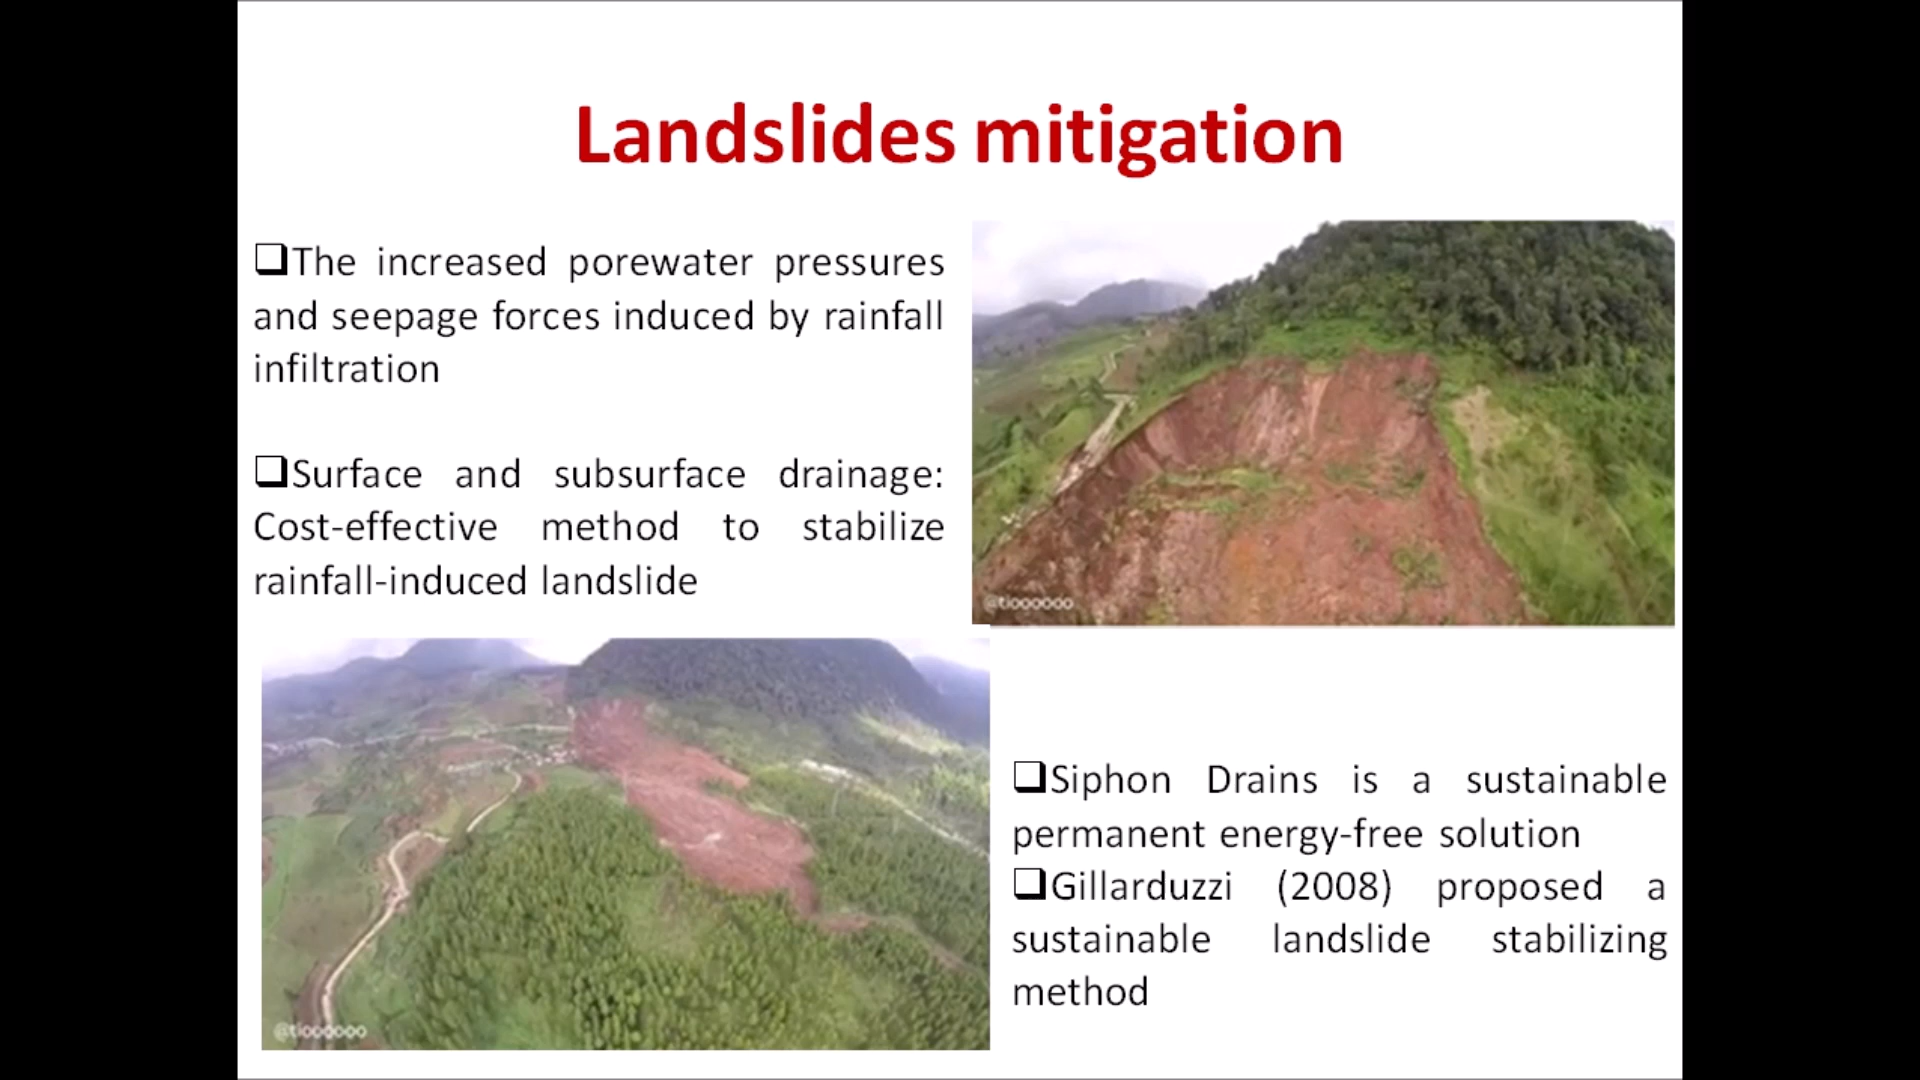 Landslides mitigation
❑The increased porewater pressures
and seepage forces induced by rainfall
infiltration
❑Surface and subsurface drainage:
Cost-effective method to stabilize
rainfall-induced landslide
@tioooooo
@tioooooo
❑Siphon Drains is a sustainable
permanent energy-free solution
❑Gillarduzzi (2008) proposed a
sustainable landslide stabilizing
method